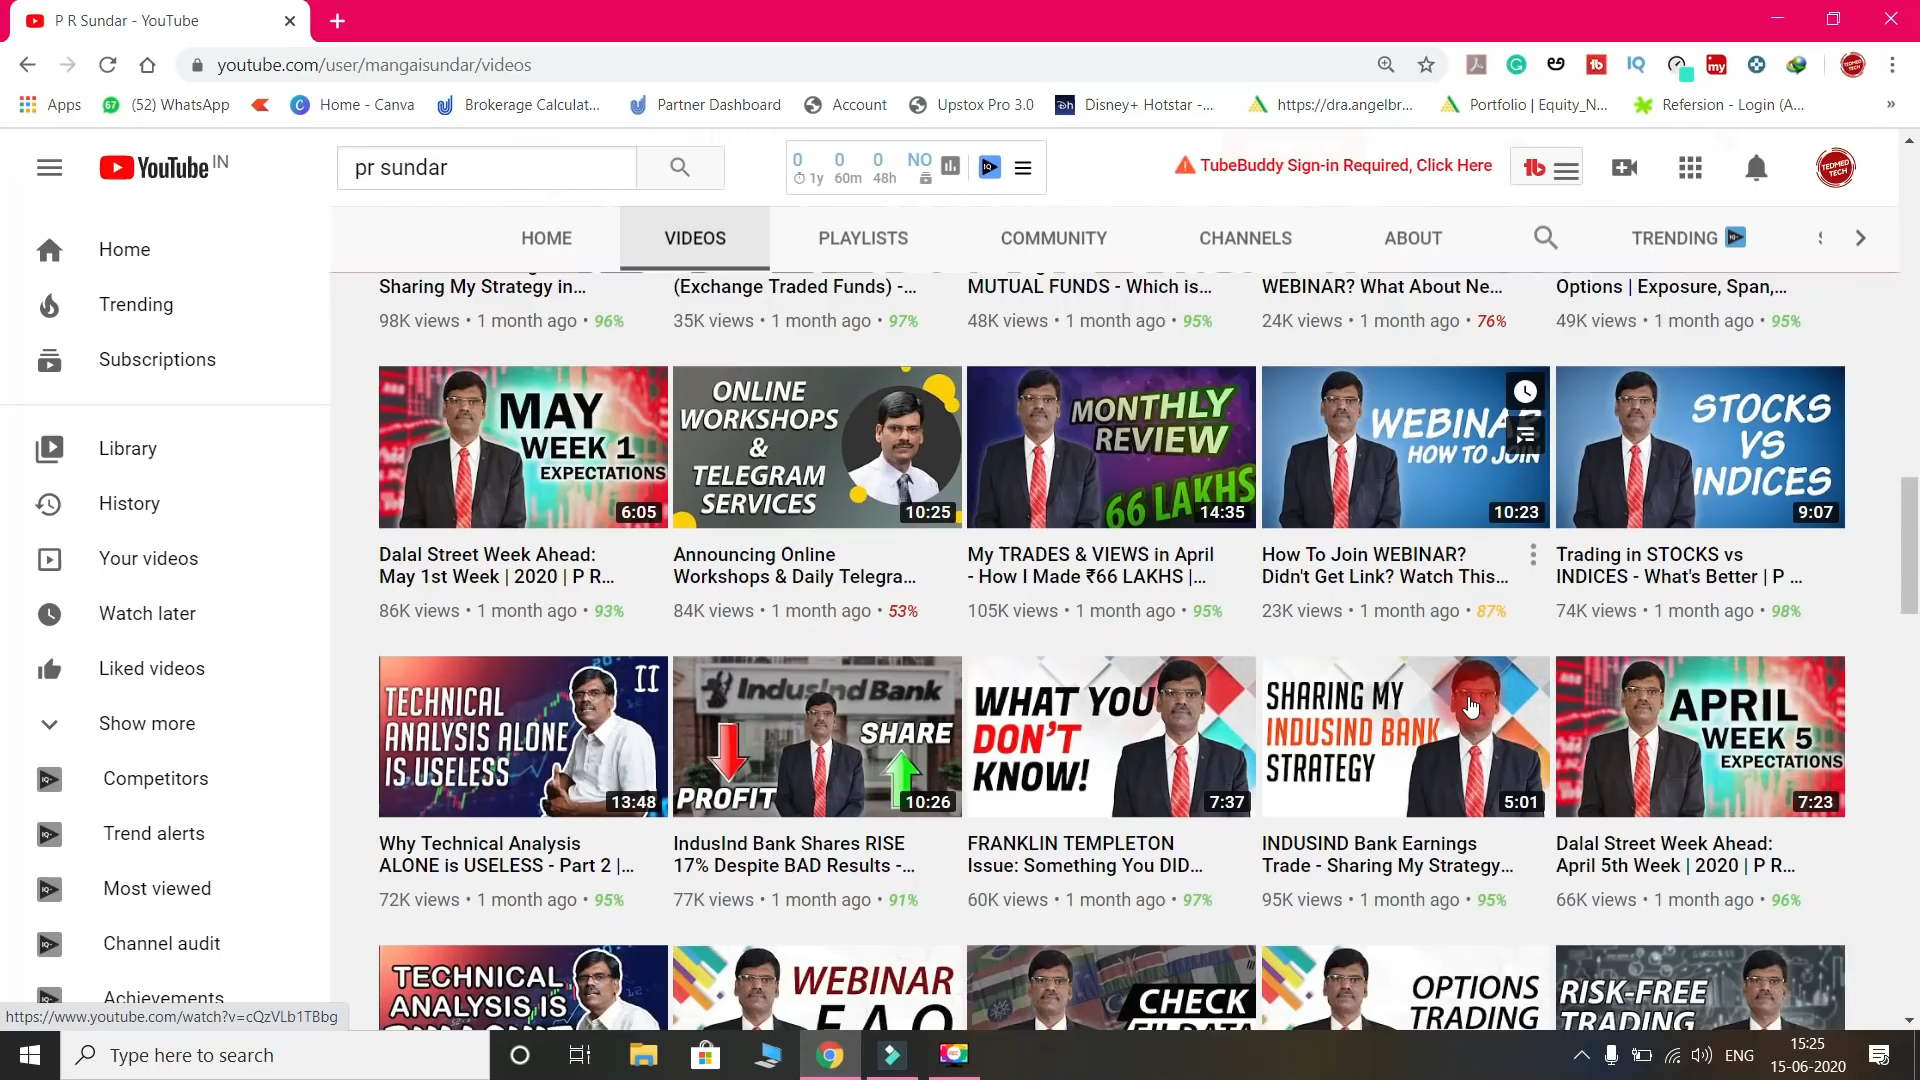 P R Sundar - YouTube
youtube.com/user/mangaisundar/videos
Apps
(52) WhatsApp
Home - Canva
Brokerage Calculat...
Partner Dashboard
Account
Upstox Pro 3.0
Disney+ Hotstar -...
https://dra.angelbr...
Portfolio | Equity_N...
Refersion - Login (A...
YouTube IN
pr sundar
0 0 0 NO
1y 60m 48h
TubeBuddy Sign-in Required, Click Here
HOME
VIDEOS
PLAYLISTS
COMMUNITY
CHANNELS
ABOUT
TRENDING
Home
Trending
Subscriptions
Library
History
Your videos
Watch later
Liked videos
Show more
Competitors
Trend alerts
Most viewed
Channel audit
Achievements
Sharing My Strategy in...
98K views • 1 month ago • 96%
(Exchange Traded Funds) -...
35K views • 1 month ago • 97%
MUTUAL FUNDS - Which is...
48K views • 1 month ago • 95%
WEBINAR? What About Ne...
24K views • 1 month ago • 76%
Options | Exposure, Span,...
49K views • 1 month ago • 95%
MAY
WEEK 1
EXPECTATIONS
6:05
Dalal Street Week Ahead:
May 1st Week | 2020 | P R...
86K views • 1 month ago • 93%
ONLINE
WORKSHOPS
&
TELEGRAM
SERVICES
10:25
Announcing Online
Workshops & Daily Telegra...
84K views • 1 month ago • 53%
MONTHLY
REVIEW
66 LAKHS
14:35
My TRADES & VIEWS in April
- How I Made ₹66 LAKHS |...
105K views • 1 month ago • 95%
WEBINAR
HOW TO JOIN
10:23
How To Join WEBINAR?
Didn't Get Link? Watch This...
23K views • 1 month ago • 87%
STOCKS
VS
INDICES
9:07
Trading in STOCKS vs
INDICES - What's Better | P ...
74K views • 1 month ago • 98%
TECHNICAL
ANALYSIS ALONE
IS USELESS
II
13:48
Why Technical Analysis
ALONE is USELESS - Part 2 |...
72K views • 1 month ago • 95%
IndusInd Bank
SHARE
PROFIT
10:26
IndusInd Bank Shares RISE
17% Despite BAD Results -...
77K views • 1 month ago • 91%
WHAT YOU
DON'T
KNOW!
7:37
FRANKLIN TEMPLETON
Issue: Something You DID...
60K views • 1 month ago • 97%
SHARING MY
INDUSIND BANK
STRATEGY
5:01
INDUSIND Bank Earnings
Trade - Sharing My Strategy...
95K views • 1 month ago • 95%
APRIL
WEEK 5
EXPECTATIONS
7:23
Dalal Street Week Ahead:
April 5th Week | 2020 | P R...
66K views • 1 month ago • 96%
TECHNICAL
ANALYSIS IS
WEBINAR
F.A.Q
CHECK
FII DATA
OPTIONS
TRADING
RISK-FREE
TRADING
https://www.youtube.com/watch?v=cQzVLb1TBbg
Type here to search
ENG
15:25
15-06-2020